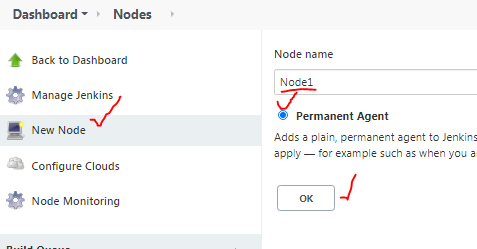 Dashboard Nodes
Back to Dashboard
Manage Jenkins
New Node
Configure Clouds
Node Monitoring
Node name
Node1
Permanent Agent
Adds a plain, permanent agent to Jenkins
apply — for example such as when you a
OK
Build Queue